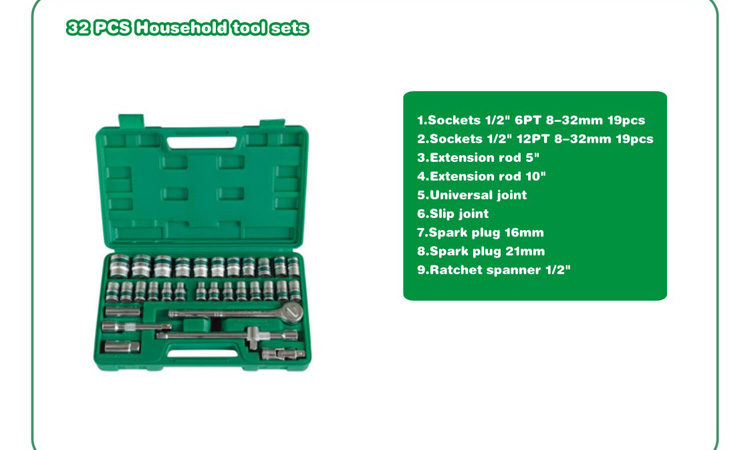 32 PCS Household tool sets
1.Sockets 1/2" 6PT 8-32mm 19pcs
2.Sockets 1/2" 12PT 8-32mm 19pcs
3.Extension rod 5"
4.Extension rod 10"
5.Universal joint
6.Slip joint
7.Spark plug 16mm
8.Spark plug 21mm
9.Ratchet spanner 1/2"